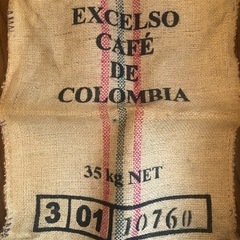 EXCELSO
CAFÉ
DE
COLOMBIA
35 kg NET
3 01 10760